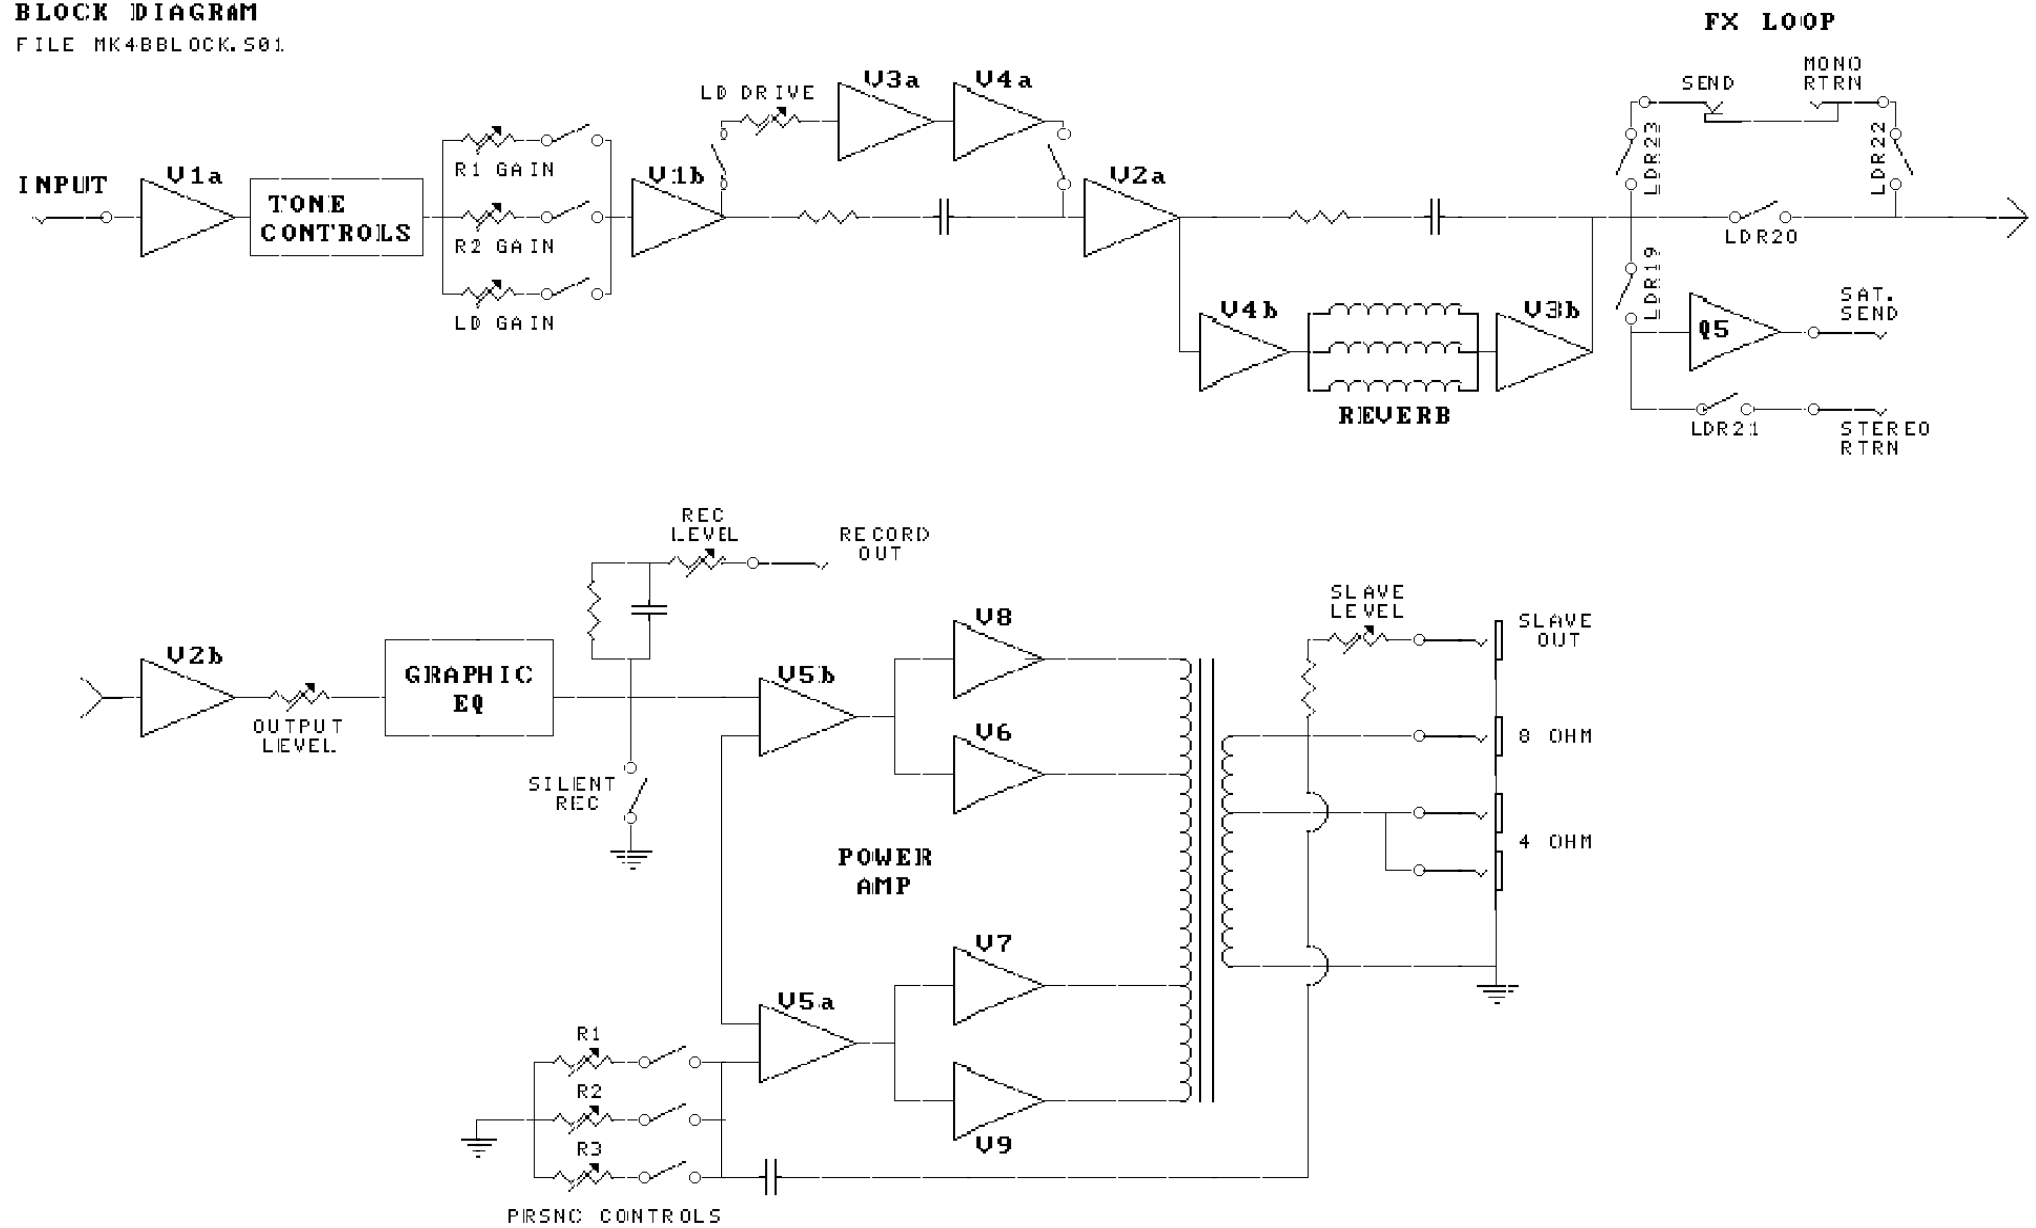 BLOCK DIAGRAM
FILE MK4BBLOCK.S01
FX LOOP
SEND
MONO
RTRN
LD DRIVE
V3a
V4a
LDR23
LDR22
R1 GAIN
INPUT
V1a
TONE
CONTROLS
R2 GAIN
V1b
V2a
LDR20
LD GAIN
LDR19
V4b
V3b
REVERB
Q5
SAT.
SEND
LDR21
STEREO
RTRN
REC
LEVEL
RECORD
OUT
V2b
OUTPUT
LEVEL
GRAPHIC
EQ
SILENT
REC
V5b
V8
V6
POWER
AMP
SLAVE
LEVEL
SLAVE
OUT
8 OHM
4 OHM
V7
V5a
V9
R1
R2
R3
PRSNC CONTROLS